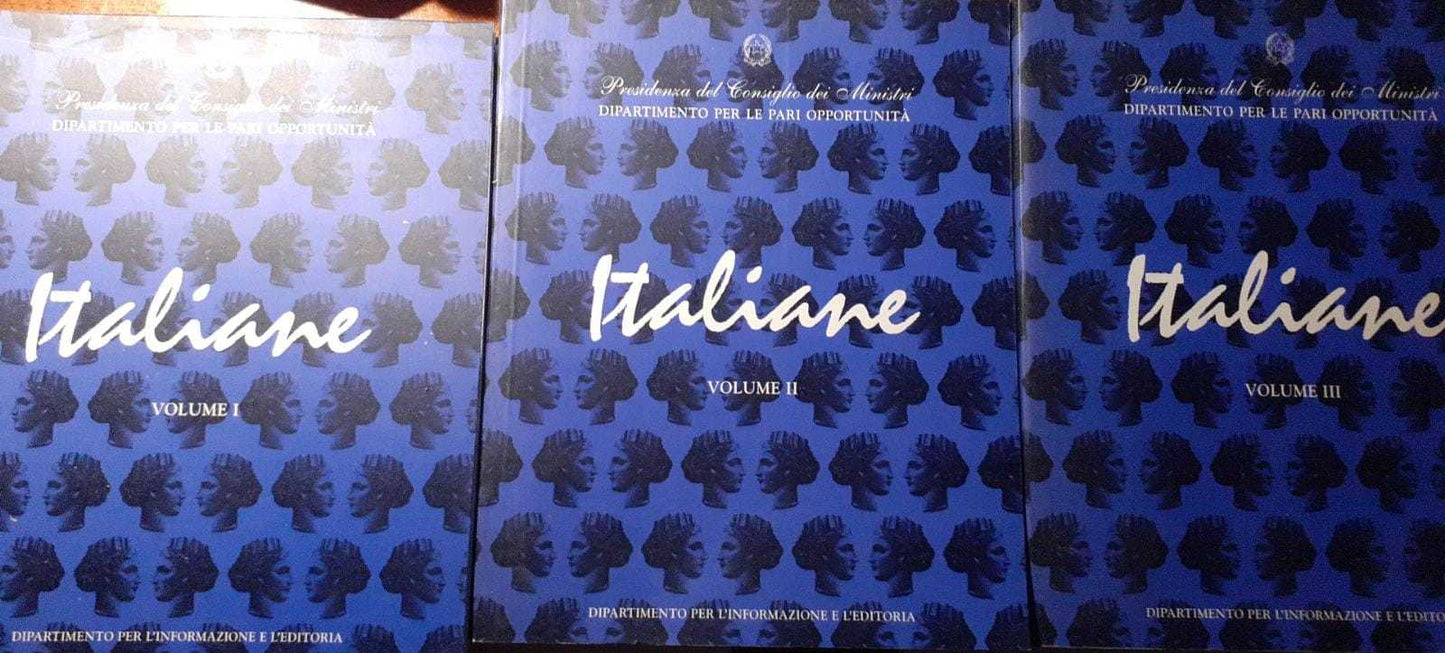 Presidenza del Consiglio dei Ministri
DIPARTIMENTO PER LE PARI OPPORTUNITÀ
Italiane
VOLUME I
DIPARTIMENTO PER L'INFORMAZIONE E L'EDITORIA
Presidenza del Consiglio dei Ministri
DIPARTIMENTO PER LE PARI OPPORTUNITÀ
Italiane
VOLUME II
DIPARTIMENTO PER L'INFORMAZIONE E L'EDITORIA
Presidenza del Consiglio dei Ministri
DIPARTIMENTO PER LE PARI OPPORTUNITÀ
Italiane
VOLUME III
DIPARTIMENTO PER L'INFORMAZIONE E L'EDITO